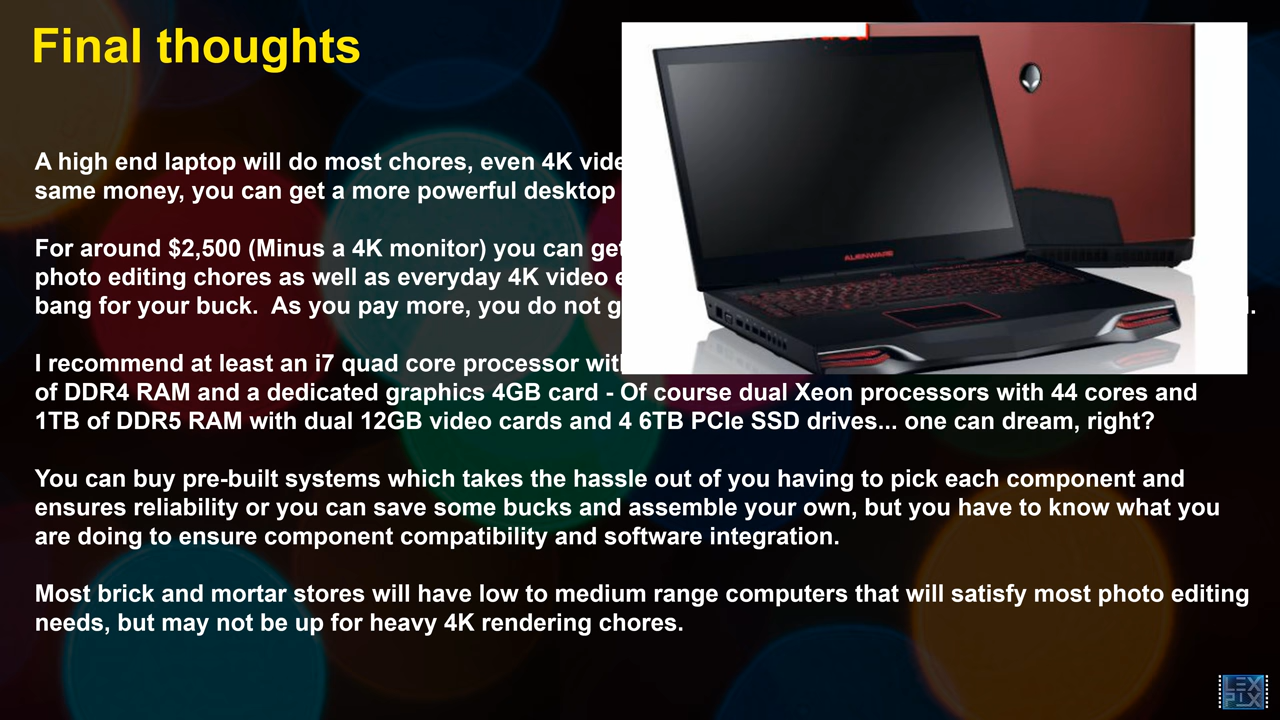 Final thoughts
A high end laptop will do most chores, even 4K vide
same money, you can get a more powerful desktop
For around $2,500 (Minus a 4K monitor) you can get
photo editing chores as well as everyday 4K video e
bang for your buck.  As you pay more, you do not g
I recommend at least an i7 quad core processor with
of DDR4 RAM and a dedicated graphics 4GB card - Of course dual Xeon processors with 44 cores and
1TB of DDR5 RAM with dual 12GB video cards and 4 6TB PCIe SSD drives... one can dream, right?
You can buy pre-built systems which takes the hassle out of you having to pick each component and
ensures reliability or you can save some bucks and assemble your own, but you have to know what you
are doing to ensure component compatibility and software integration.
Most brick and mortar stores will have low to medium range computers that will satisfy most photo editing
needs, but may not be up for heavy 4K rendering chores.
ALIENWARE
LEX
PIX